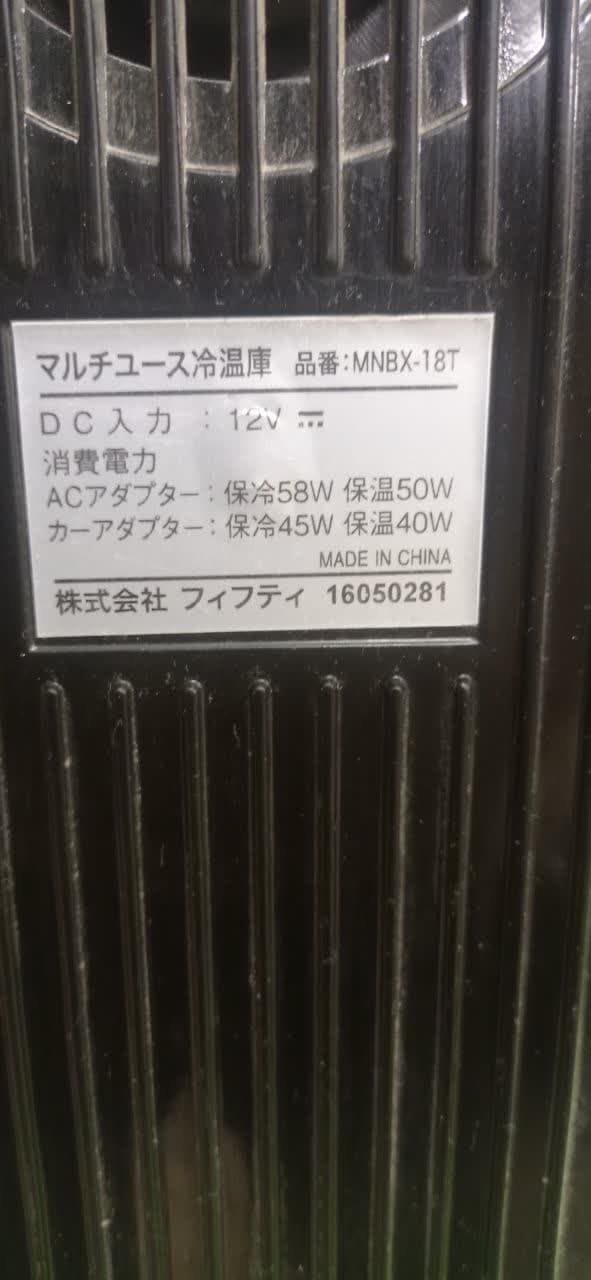 マルチユース冷温庫 品番:MNBX-18T
DC入力 : 12V ⎓
消費電力
ACアダプター:保冷58W 保温50W
カーアダプター:保冷45W 保温40W
MADE IN CHINA
株式会社 フィフティ 16050281